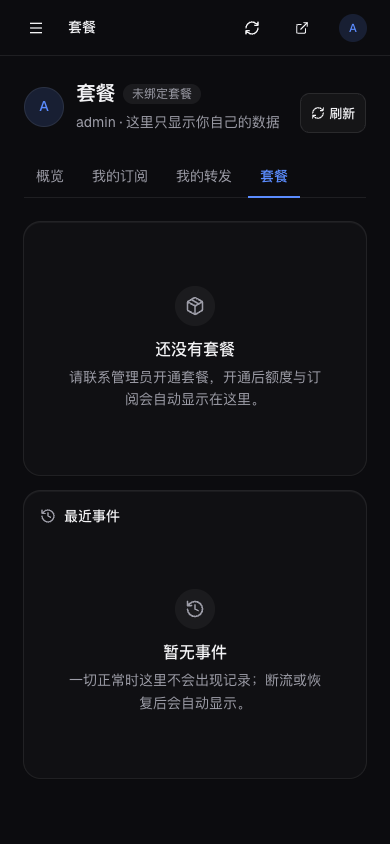 套餐
A
A
套餐 未绑定套餐
admin · 这里只显示你自己的数据
刷新
概览 我的订阅 我的转发 套餐
还没有套餐
请联系管理员开通套餐，开通后额度与订
阅会自动显示在这里。
最近事件
暂无事件
一切正常时这里不会出现记录；断流或恢
复后会自动显示。